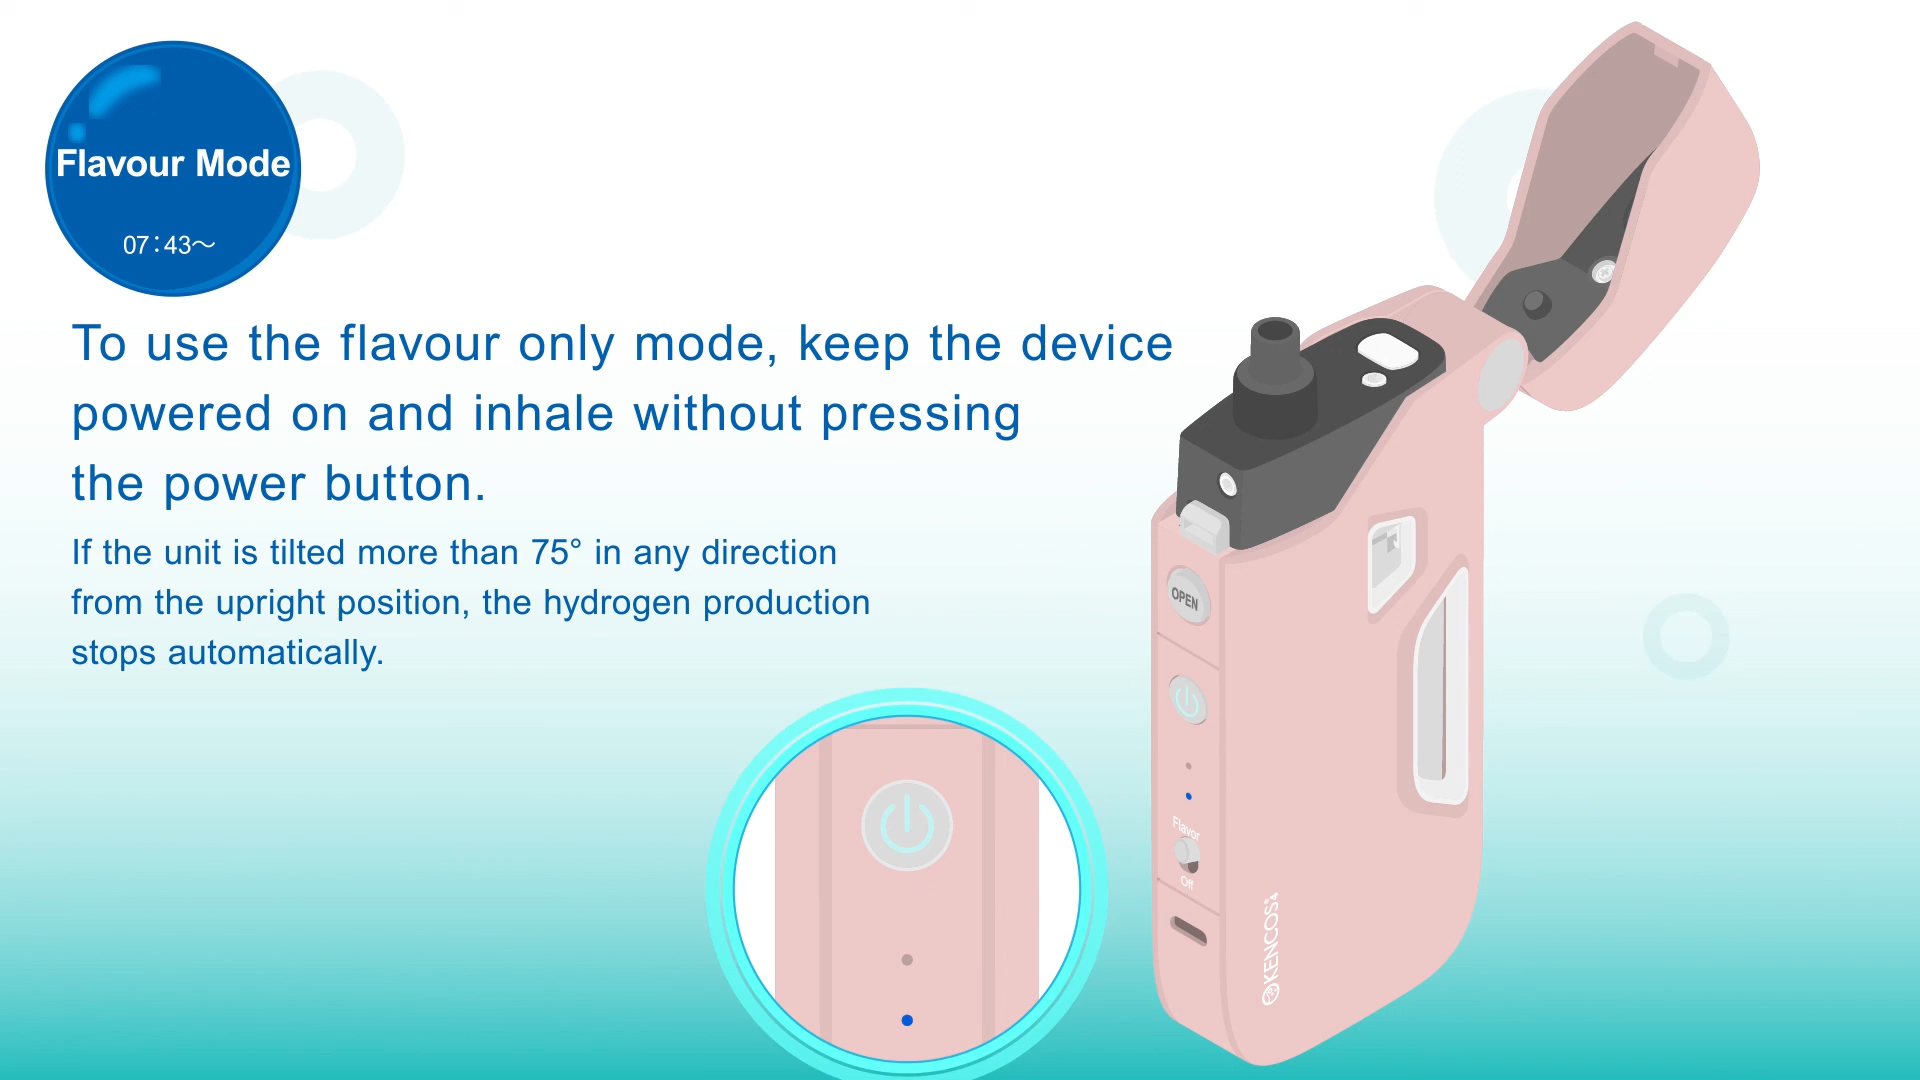 Flavour Mode
07:43～
To use the flavour only mode, keep the device
powered on and inhale without pressing
the power button.
If the unit is tilted more than 75° in any direction
from the upright position, the hydrogen production
stops automatically.
OPEN
Flavor
Off
KENCOS4